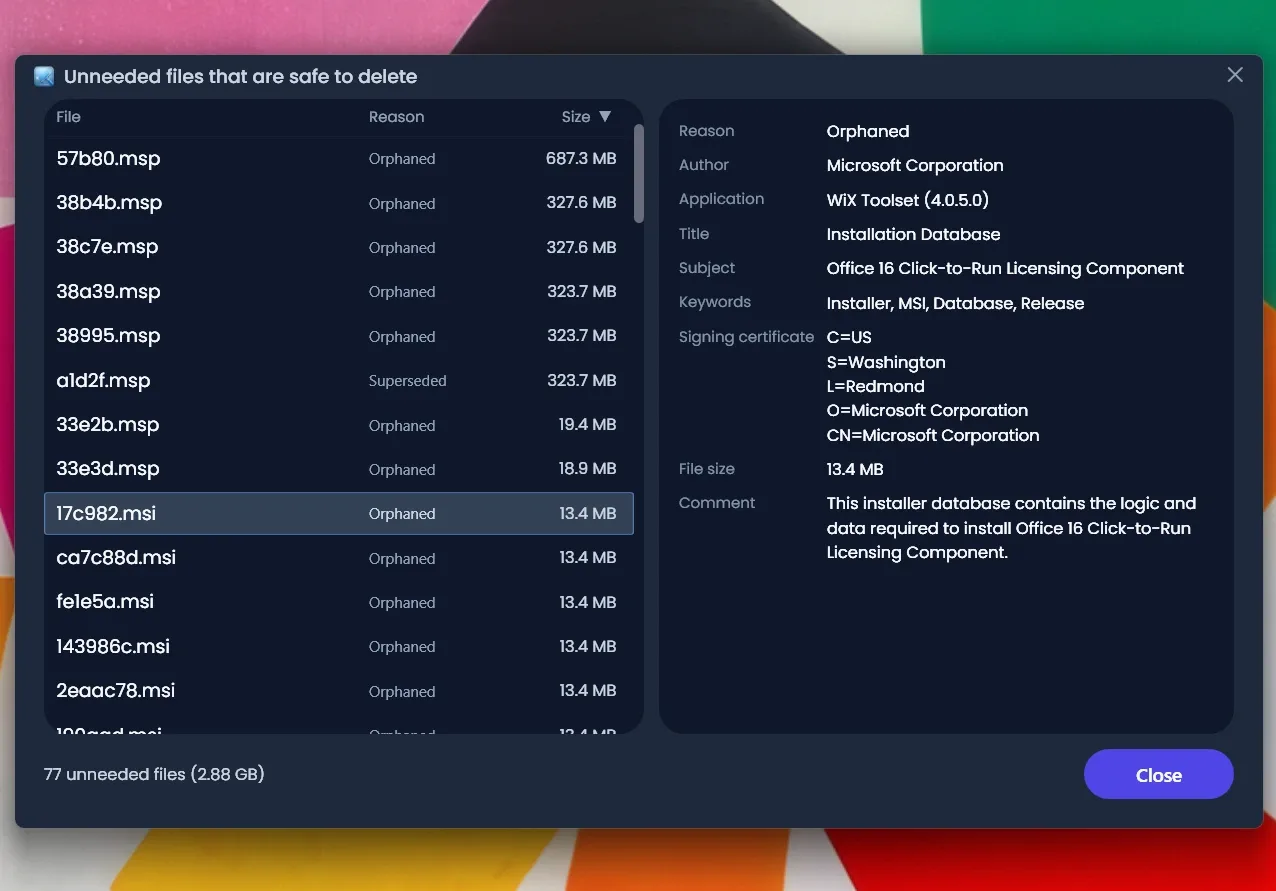 Unneeded files that are safe to delete
File Reason Size ▼
57b80.msp Orphaned 687.3 MB
38b4b.msp Orphaned 327.6 MB
38c7e.msp Orphaned 327.6 MB
38a39.msp Orphaned 323.7 MB
38995.msp Orphaned 323.7 MB
a1d2f.msp Superseded 323.7 MB
33e2b.msp Orphaned 19.4 MB
33e3d.msp Orphaned 18.9 MB
17c982.msi Orphaned 13.4 MB
ca7c88d.msi Orphaned 13.4 MB
fe1e5a.msi Orphaned 13.4 MB
143986c.msi Orphaned 13.4 MB
2eaac78.msi Orphaned 13.4 MB
Orphaned 13.4 MB
Reason Orphaned
Author Microsoft Corporation
Application WiX Toolset (4.0.5.0)
Title Installation Database
Subject Office 16 Click-to-Run Licensing Component
Keywords Installer, MSI, Database, Release
Signing certificate C=US
S=Washington
L=Redmond
O=Microsoft Corporation
CN=Microsoft Corporation
File size 13.4 MB
Comment This installer database contains the logic and
data required to install Office 16 Click-to-Run
Licensing Component.
77 unneeded files (2.88 GB)
Close